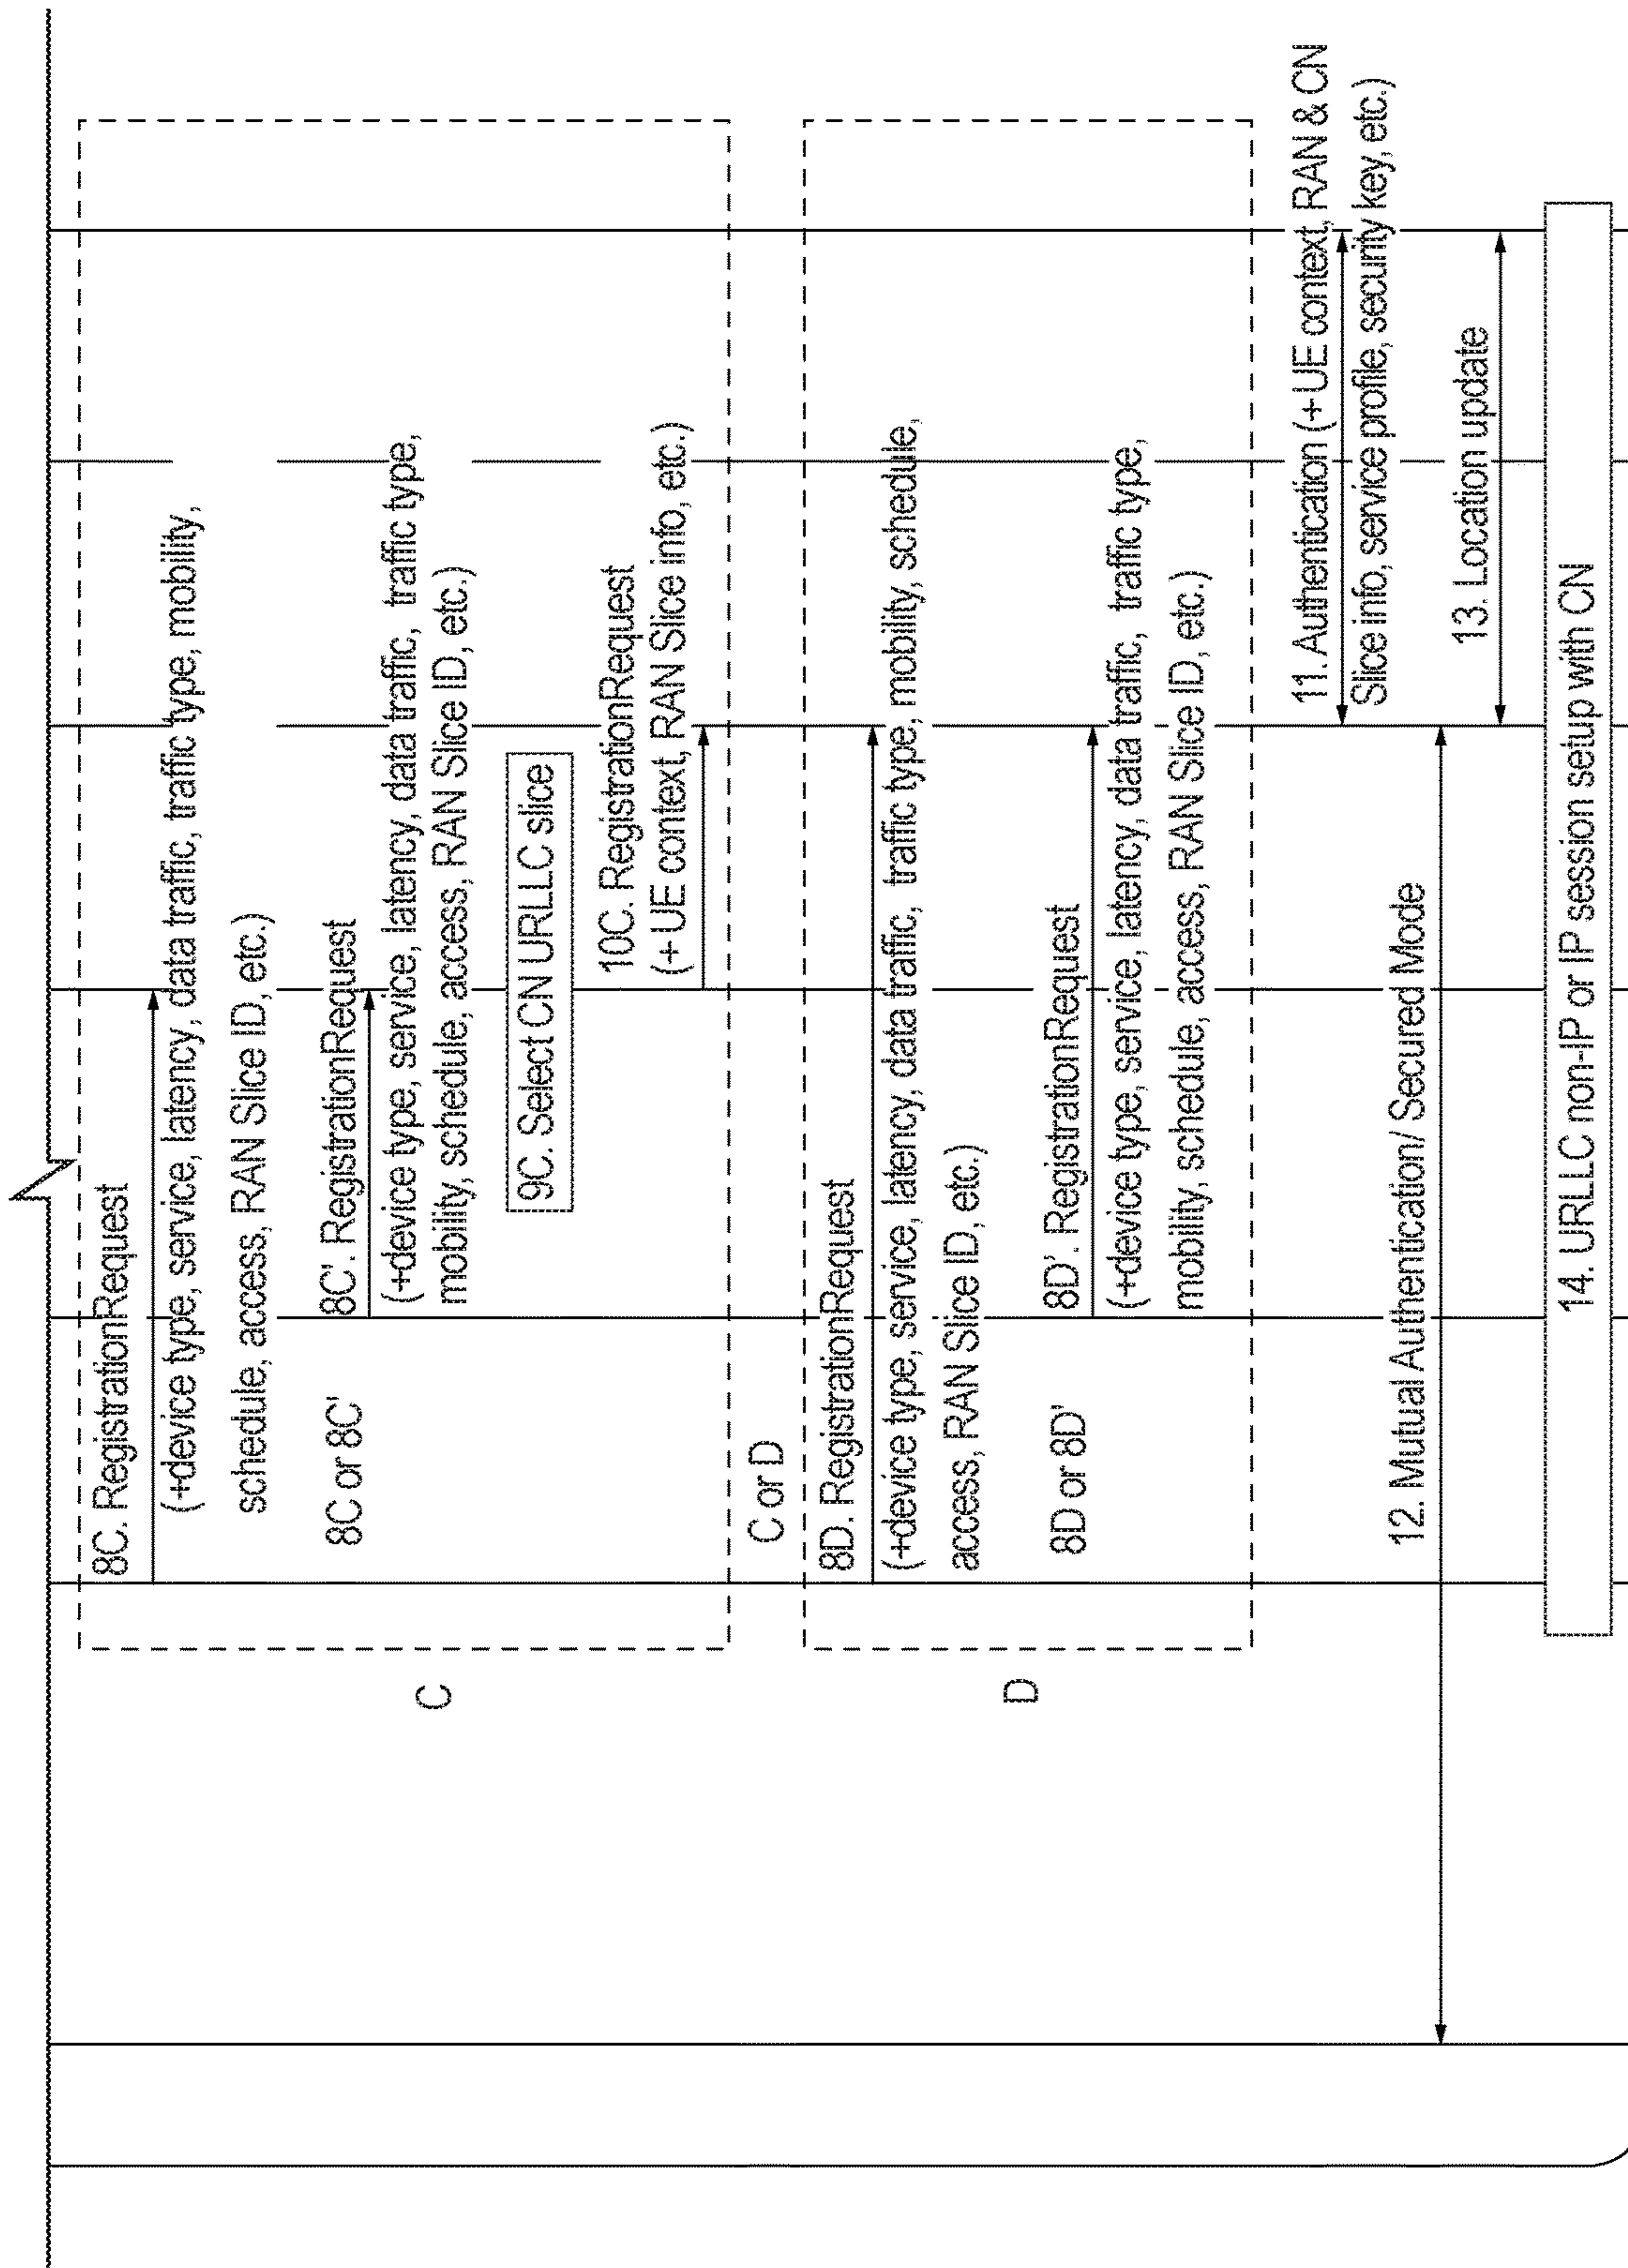 8C. RegistrationRequest
(+device type, service, latency, data traffic, traffic type, mobility,
schedule, access, RAN Slice ID, etc.)
8C or 8C'
8C'. RegistrationRequest
(+device type, service, latency, data traffic, traffic type,
mobility, schedule, access, RAN Slice ID, etc.)
C
9C. Select CN URLLC slice
10C. RegistrationRequest
(+ UE context, RAN Slice info, etc.)
C or D
8D. RegistrationRequest
(+device type, service, latency, data traffic, traffic type, mobility, schedule,
access, RAN Slice ID, etc.)
D
8D or 8D'
8D'. RegistrationRequest
(+device type, service, latency, data traffic, traffic type,
mobility, schedule, access, RAN Slice ID, etc.)
11. Authentication (+ UE context, RAN & CN
Slice info, service profile, security key, etc.)
12. Mutual Authentication/ Secured Mode
13. Location update
14. URLLC non-IP or IP session setup with CN